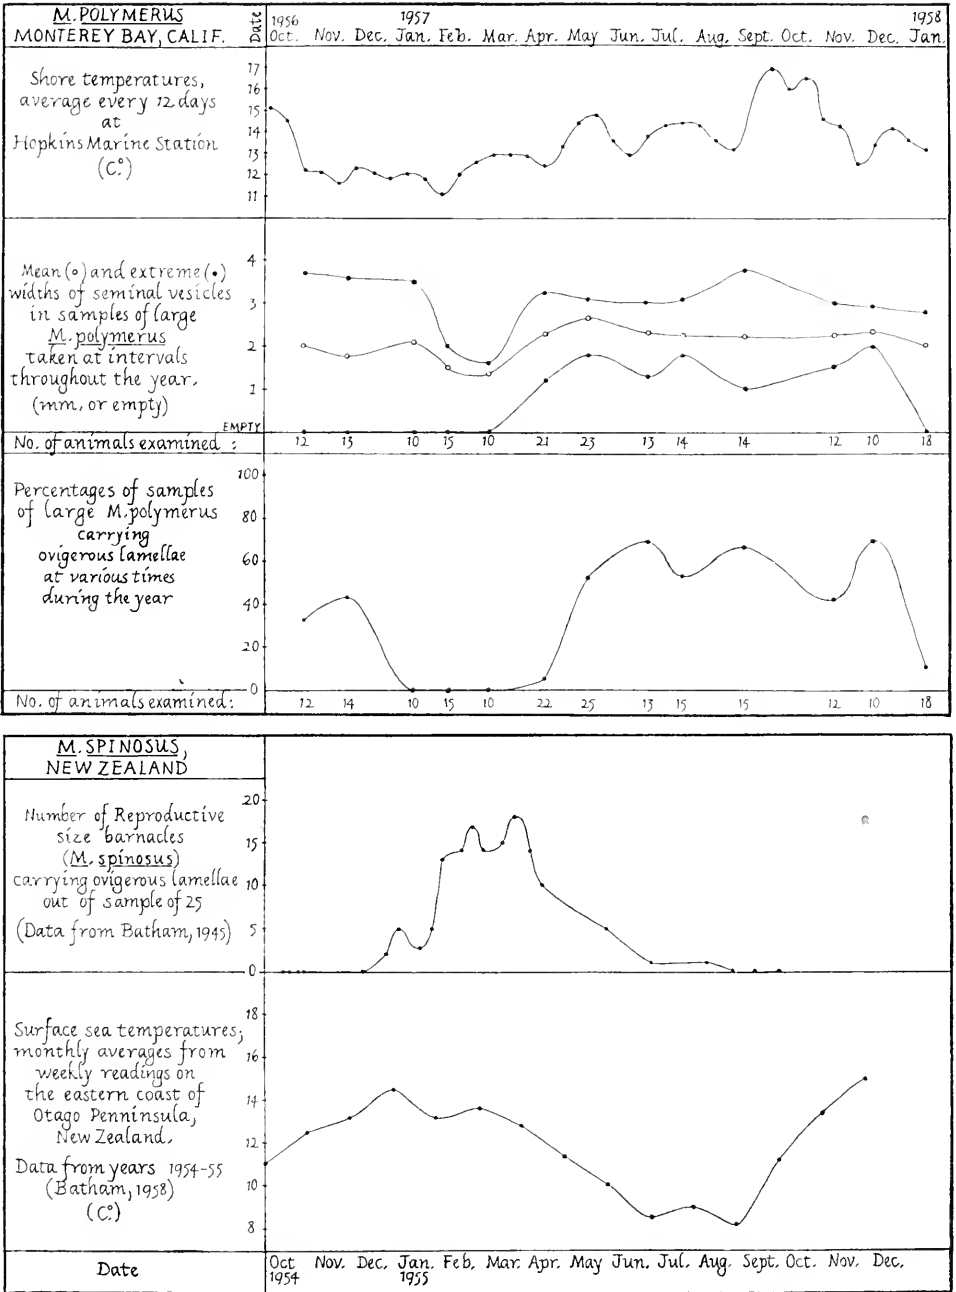 M. POLYMERUS
MONTEREY BAY, CALIF.
Date
1956 1957 1958
Oct. Nov. Dec. Jan. Feb. Mar. Apr. May Jun. Jul. Aug. Sept. Oct. Nov. Dec. Jan.
Shore temperatures,
average every 12 days
at
Hopkins Marine Station
(C°.)
17
16
15
14
13
12
11
Mean (o) and extreme (•)
widths of seminal vesicles
in samples of large
M. polymerus
taken at intervals
throughout the year.
(mm, or empty)
4
3
2
1
EMPTY
No. of animals examined :
12 13 10 15 10 21 23 13 14 14 12 10 18
Percentages of samples
of large M. polymerus
carrying
ovigerous lamellae
at various times
during the year
100
80
60
40
20
0
No. of animals examined:
12 14 10 15 10 22 25 13 15 15 12 10 18
M. SPINOSUS,
NEW ZEALAND
Number of Reproductive
size barnacles
(M. spinosus)
carrying ovigerous lamellae
out of sample of 25
(Data from Batham, 1945)
20
15
10
5
0
Surface sea temperatures;
monthly averages from
weekly readings on
the eastern coast of
Otago Penninsula,
New Zealand.
Data from years 1954-55
(Batham, 1958)
(C°.)
18
16
14
12
10
8
Date
Oct Nov. Dec. Jan. Feb. Mar. Apr. May Jun. Jul. Aug. Sept. Oct. Nov. Dec.
1954 1955